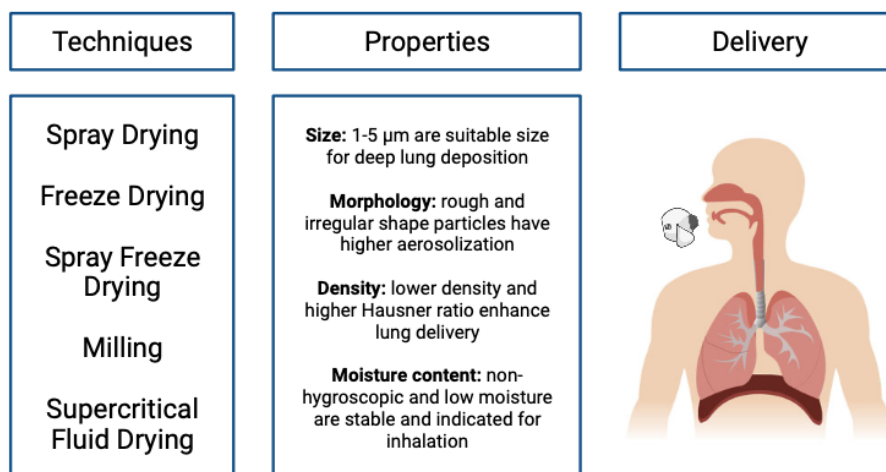 Techniques
Properties
Delivery
Spray Drying
Freeze Drying
Spray Freeze
Drying
Milling
Supercritical
Fluid Drying
Size: 1-5 μm are suitable size
for deep lung deposition
Morphology: rough and
irregular shape particles have
higher aerosolization
Density: lower density and
higher Hausner ratio enhance
lung delivery
Moisture content: non-
hygroscopic and low moisture
are stable and indicated for
inhalation